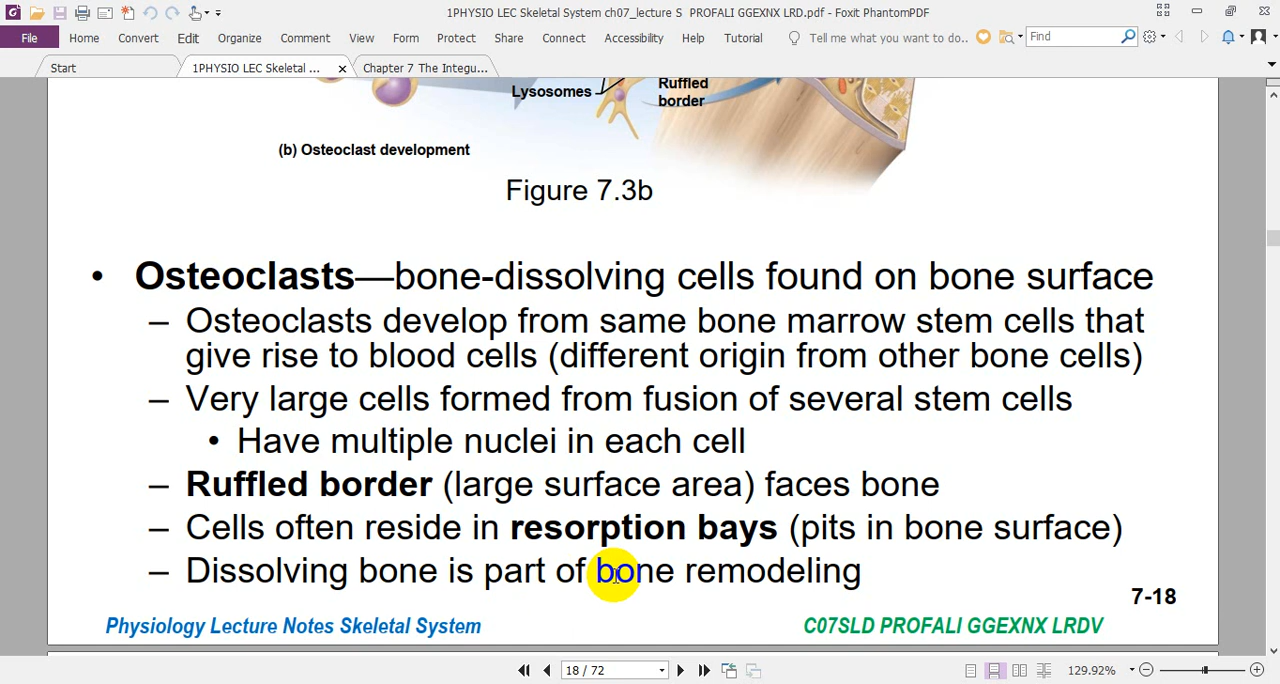 1PHYSIO LEC Skeletal System ch07_lecture S PROFALI GGEXNX LRD.pdf - Foxit PhantomPDF
File Home Convert Edit Organize Comment View Form Protect Share Connect Accessibility Help Tutorial Tell me what you want to do.. Find
Start 1PHYSIO LEC Skeletal ... Chapter 7 The Integu...
Lysosomes
Ruffled
border
(b) Osteoclast development
Figure 7.3b
• Osteoclasts—bone-dissolving cells found on bone surface
– Osteoclasts develop from same bone marrow stem cells that
give rise to blood cells (different origin from other bone cells)
– Very large cells formed from fusion of several stem cells
• Have multiple nuclei in each cell
– Ruffled border (large surface area) faces bone
– Cells often reside in resorption bays (pits in bone surface)
– Dissolving bone is part of bone remodeling
7-18
Physiology Lecture Notes Skeletal System C07SLD PROFALI GGEXNX LRDV
18 / 72 129.92%